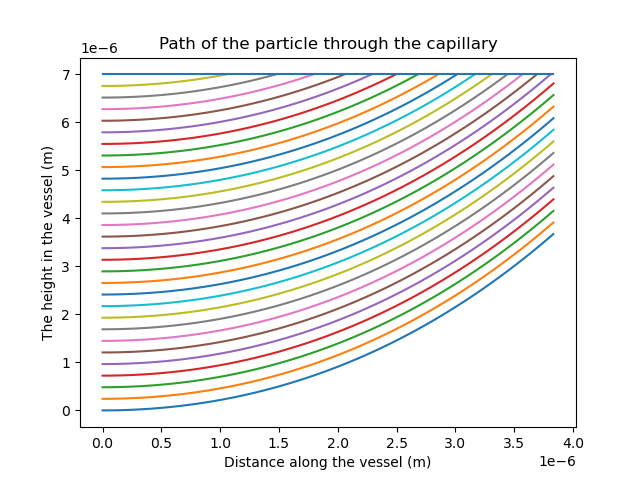 Path of the particle through the capillary
1e−6
7
6
5
4
3
2
1
0
The height in the vessel (m)
0.0 0.5 1.0 1.5 2.0 2.5 3.0 3.5 4.0
Distance along the vessel (m)
1e−6